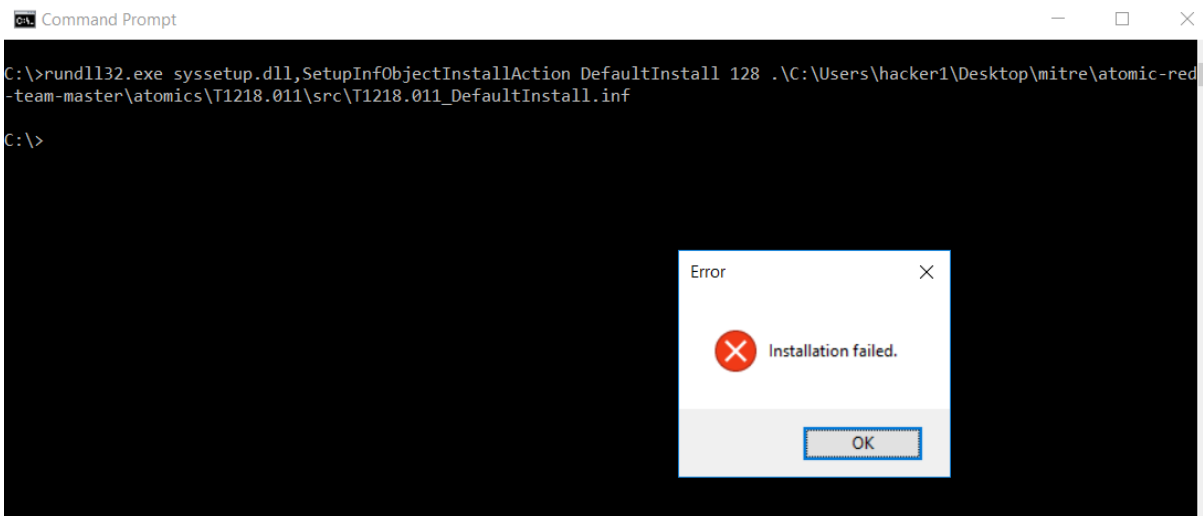 Command Prompt
C:\>rundll32.exe syssetup.dll,SetupInfObjectInstallAction DefaultInstall 128 .\C:\Users\hacker1\Desktop\mitre\atomic-red
-team-master\atomics\T1218.011\src\T1218.011_DefaultInstall.inf
C:\>
Error
Installation failed.
OK